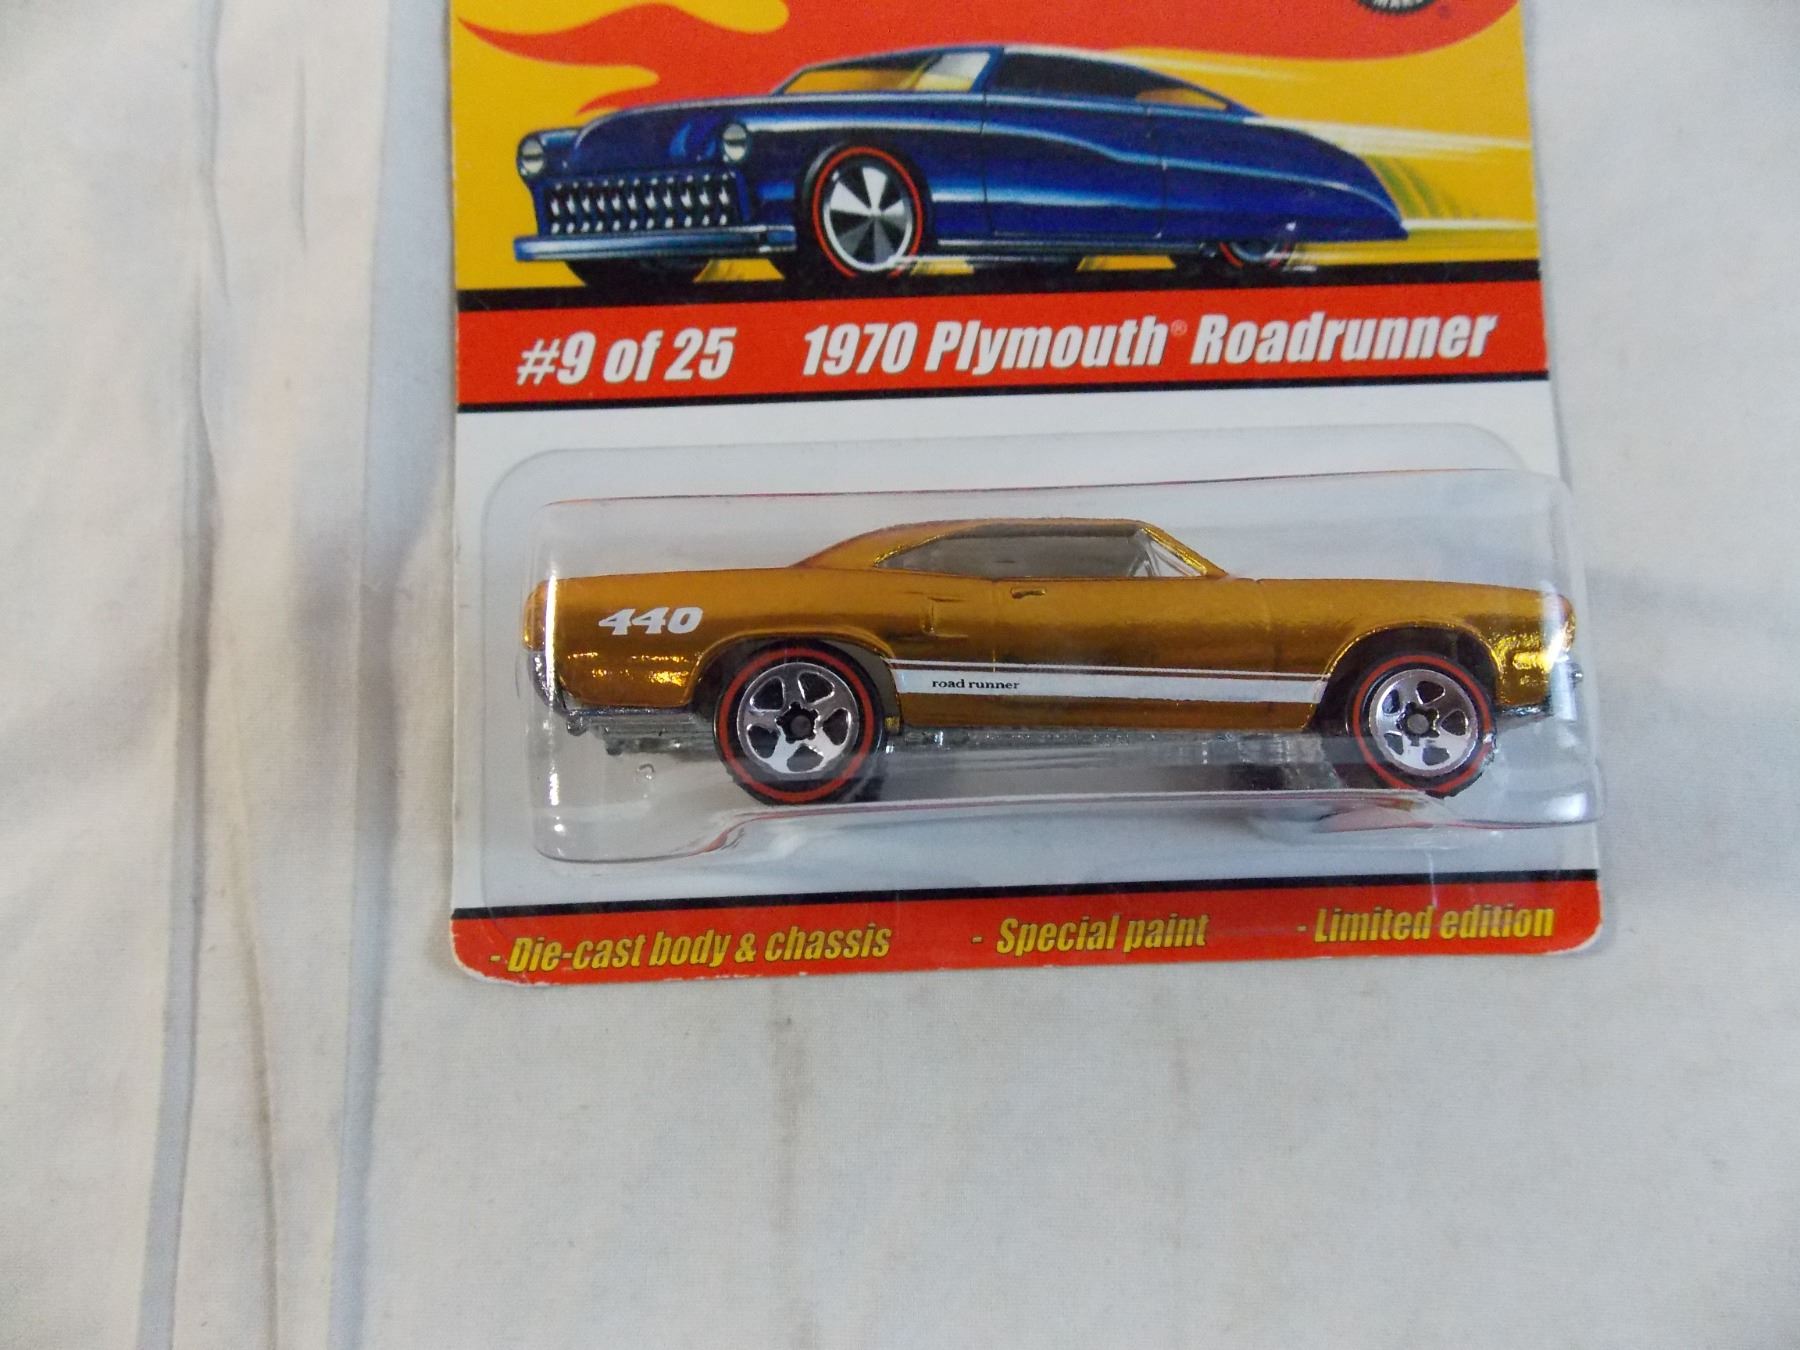 #9 of 25 1970 Plymouth® Roadrunner
440
road runner
- Die-cast body & chassis - Special paint - Limited edition